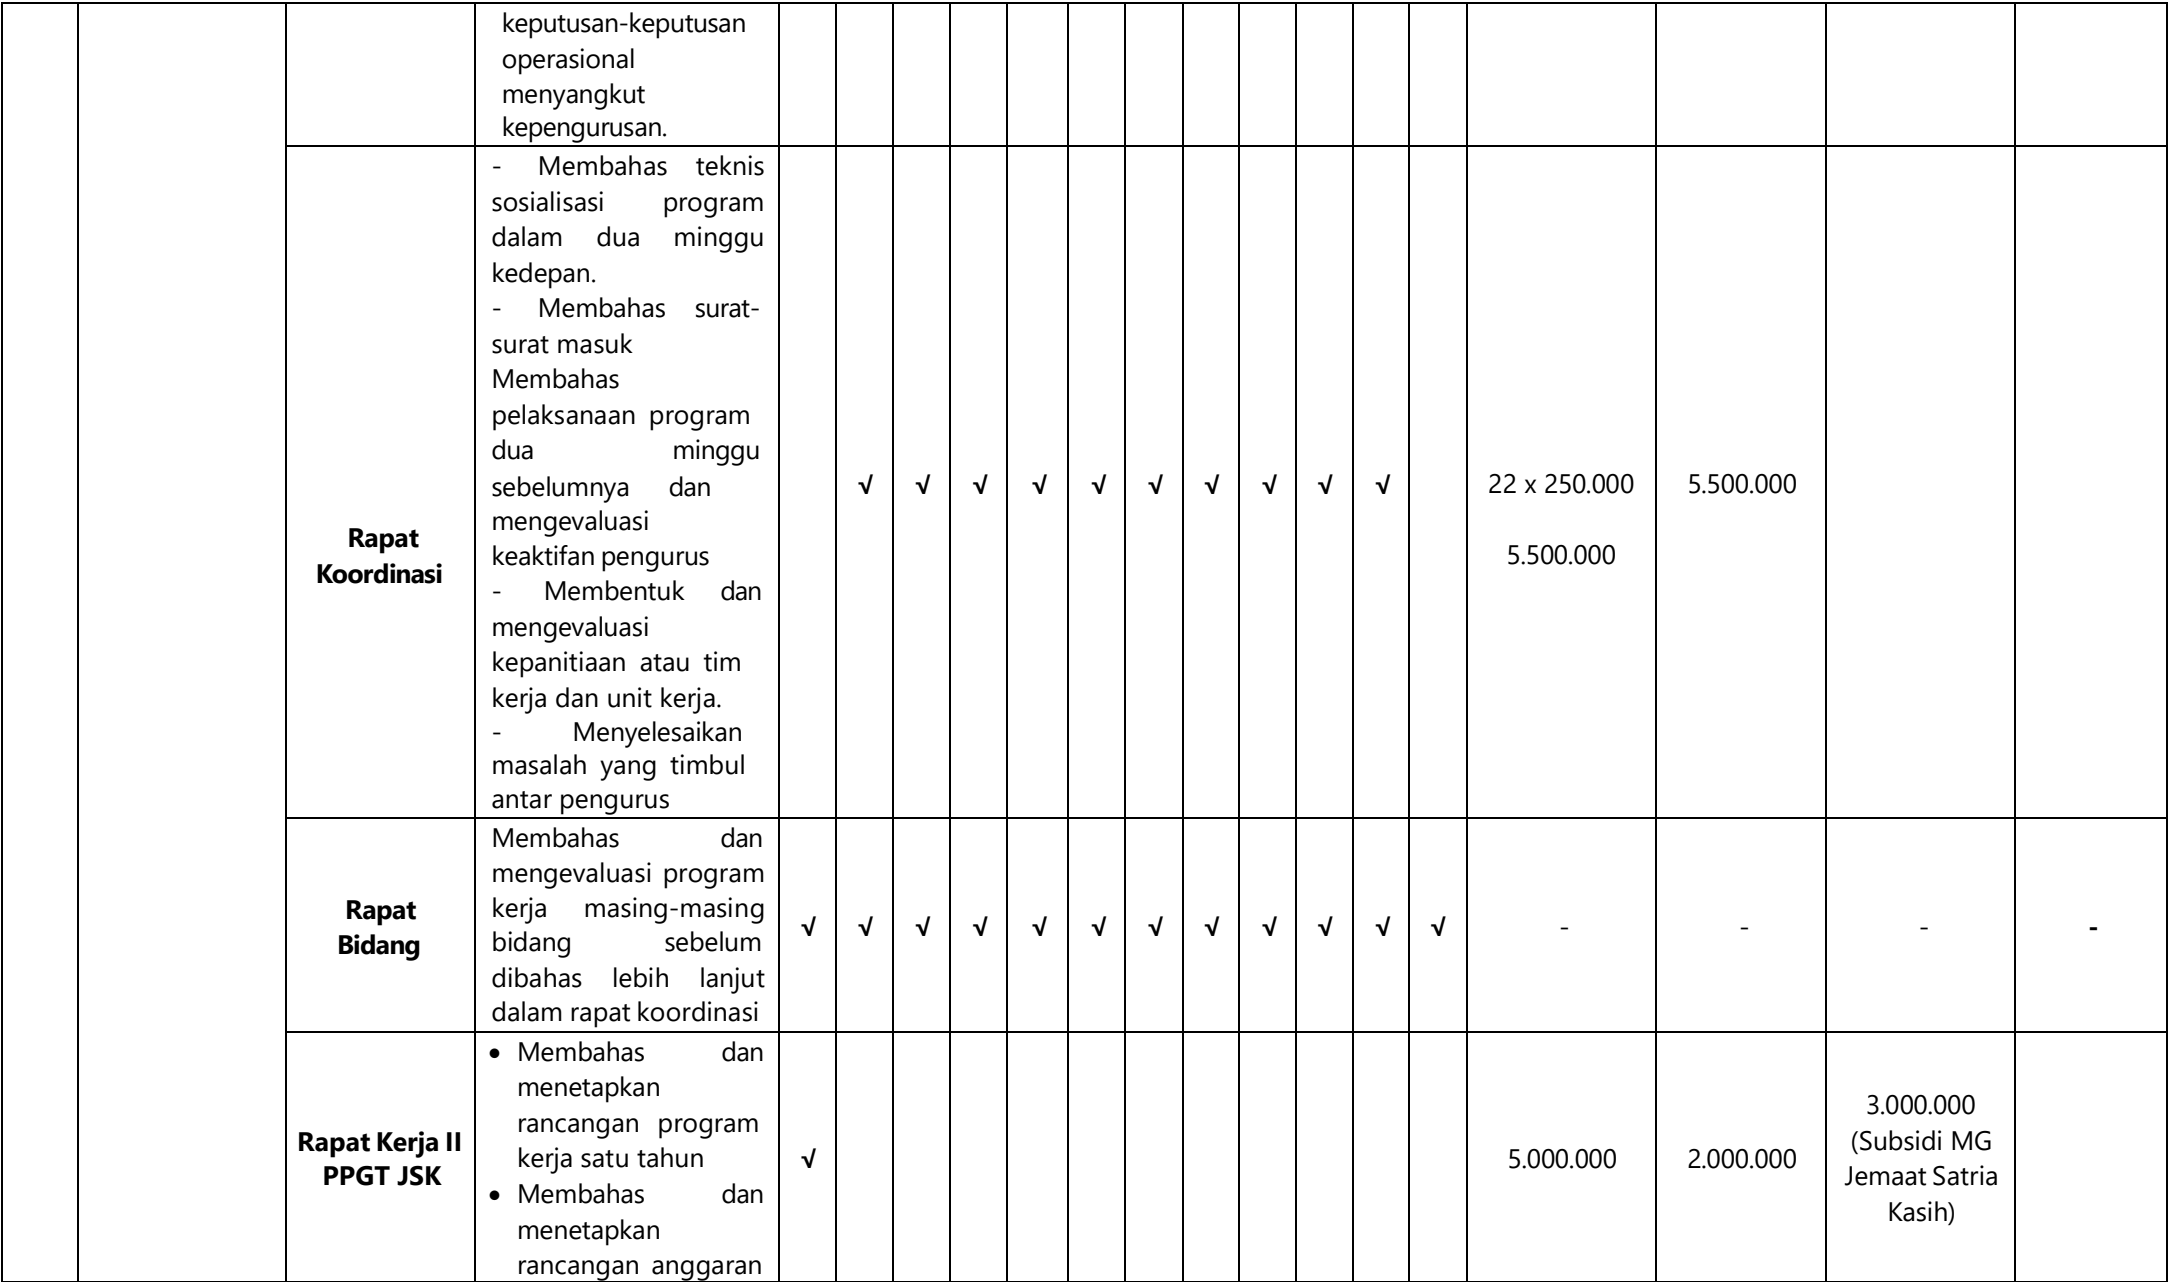 keputusan-keputusan
operasional
menyangkut
kepengurusan.
Rapat
Koordinasi
- Membahas teknis
sosialisasi program
dalam dua minggu
kedepan.
- Membahas surat-
surat masuk
Membahas
pelaksanaan program
dua minggu
sebelumnya dan
mengevaluasi
keaktifan pengurus
- Membentuk dan
mengevaluasi
kepanitiaan atau tim
kerja dan unit kerja.
- Menyelesaikan
masalah yang timbul
antar pengurus
√ √ √ √ √ √ √ √ √ √
22 x 250.000
5.500.000
5.500.000
Rapat
Bidang
Membahas dan
mengevaluasi program
kerja masing-masing
bidang sebelum
dibahas lebih lanjut
dalam rapat koordinasi
√ √ √ √ √ √ √ √ √ √ √ √
- - - -
Rapat Kerja II
PPGT JSK
• Membahas dan
menetapkan
rancangan program
kerja satu tahun
• Membahas dan
menetapkan
rancangan anggaran
√
5.000.000
2.000.000
3.000.000
(Subsidi MG
Jemaat Satria
Kasih)